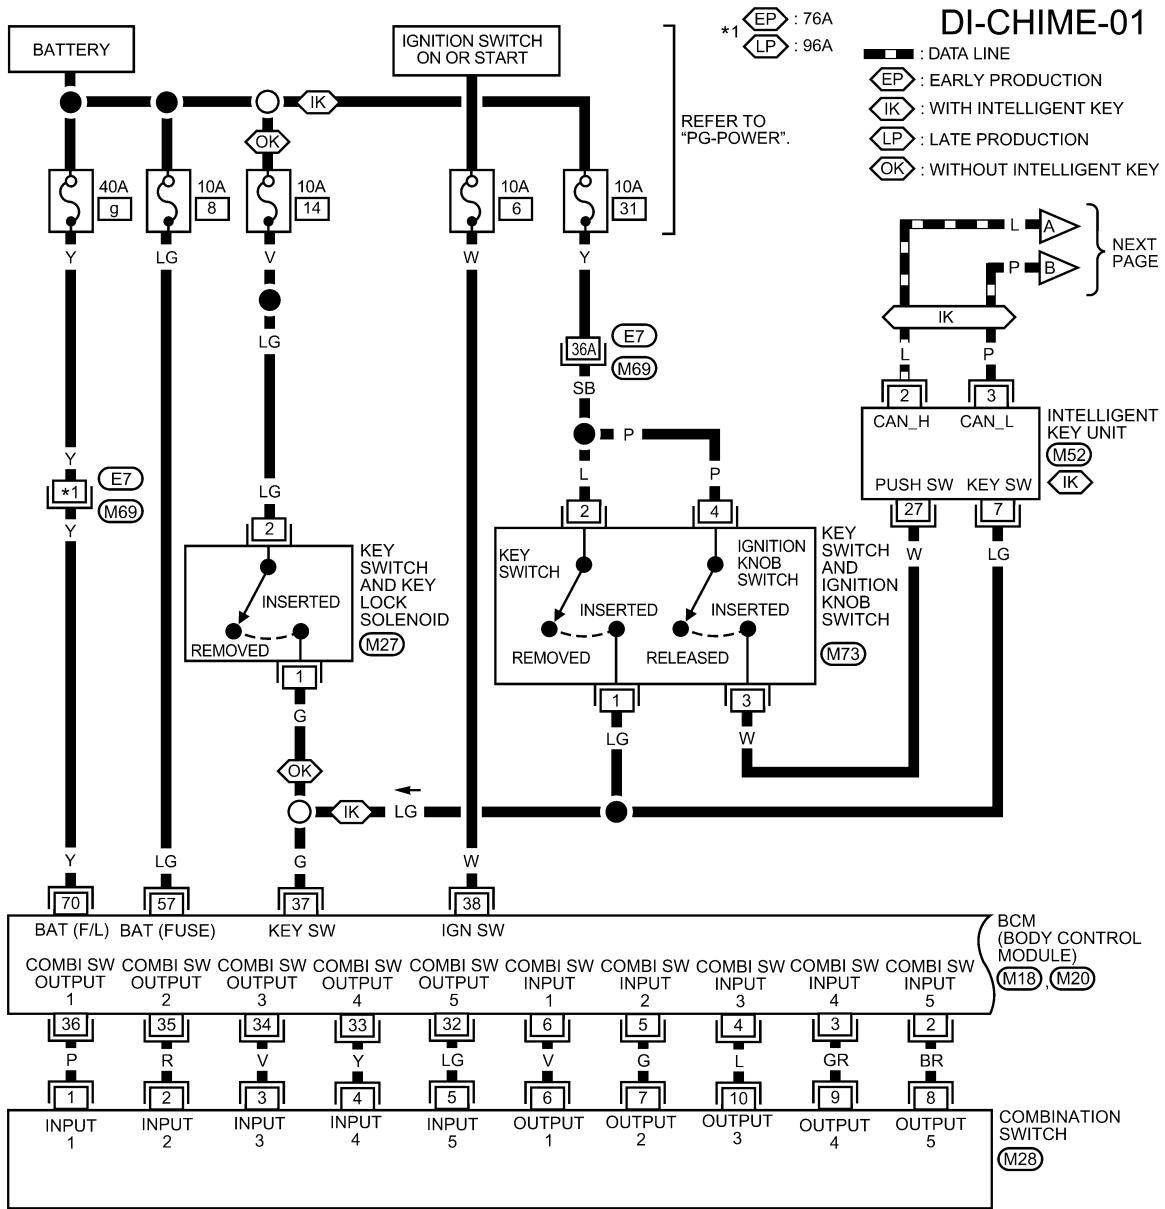 DI-CHIME-01
BATTERY
IGNITION SWITCH
ON OR START
*1 EP : 76A
LP : 96A
: DATA LINE
EP : EARLY PRODUCTION
IK : WITH INTELLIGENT KEY
LP : LATE PRODUCTION
OK : WITHOUT INTELLIGENT KEY
IK
OK
REFER TO
"PG-POWER".
40A
g
10A
8
10A
14
10A
6
10A
31
Y LG V W Y
L A
P B
NEXT
PAGE
IK
LG
36A
E7
M69
SB
P
L P
2 3
CAN_H CAN_L
INTELLIGENT
KEY UNIT
M52
IK
PUSH SW KEY SW
27 7
W LG
Y
*1
E7
M69
Y
LG
2
KEY
SWITCH
AND KEY
LOCK
SOLENOID
M27
INSERTED
REMOVED
1
G
OK
L P
2 4
KEY
SWITCH
IGNITION
KNOB
SWITCH
INSERTED INSERTED
REMOVED RELEASED
KEY
SWITCH
AND
IGNITION
KNOB
SWITCH
M73
1 3
LG W
IK LG
Y LG G W
70 57 37 38
BAT (F/L) BAT (FUSE) KEY SW IGN SW
BCM
(BODY CONTROL
MODULE)
M18 , M20
COMBI SW COMBI SW COMBI SW COMBI SW COMBI SW COMBI SW COMBI SW COMBI SW COMBI SW COMBI SW
OUTPUT OUTPUT OUTPUT OUTPUT OUTPUT INPUT INPUT INPUT INPUT INPUT
1 2 3 4 5 1 2 3 4 5
36 35 34 33 32 6 5 4 3 2
P R V Y LG V G L GR BR
1 2 3 4 5 6 7 10 9 8
INPUT INPUT INPUT INPUT INPUT OUTPUT OUTPUT OUTPUT OUTPUT OUTPUT
1 2 3 4 5 1 2 3 4 5
COMBINATION
SWITCH
M28